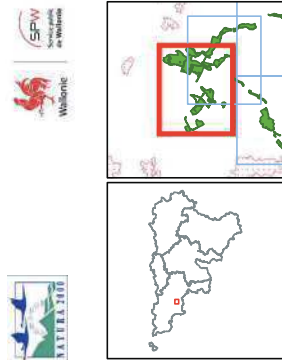 SPW
Service public
de Wallonie
Wallonie
NATURA 2000